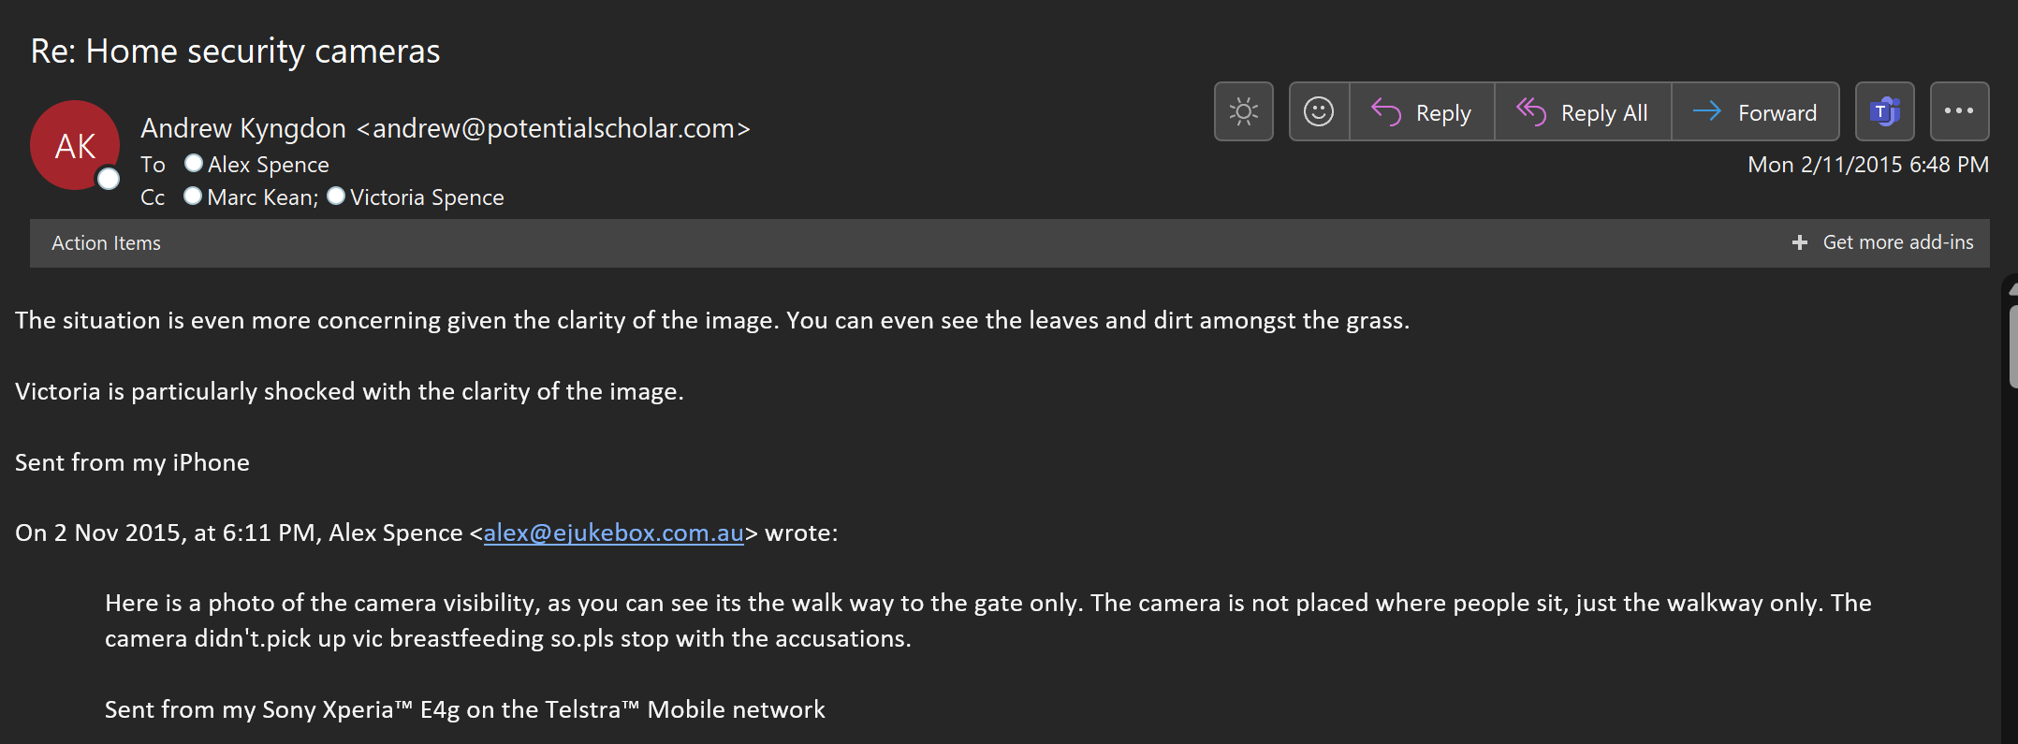 Re: Home security cameras
AK
Andrew Kyngdon <andrew@potentialscholar.com>
To Alex Spence
Cc Marc Kean; Victoria Spence
Reply
Reply All
Forward
T
Mon 2/11/2015 6:48 PM
Action Items
+ Get more add-ins
The situation is even more concerning given the clarity of the image. You can even see the leaves and dirt amongst the grass.
Victoria is particularly shocked with the clarity of the image.
Sent from my iPhone
On 2 Nov 2015, at 6:11 PM, Alex Spence <alex@ejukebox.com.au> wrote:
Here is a photo of the camera visibility, as you can see its the walk way to the gate only. The camera is not placed where people sit, just the walkway only. The
camera didn't.pick up vic breastfeeding so.pls stop with the accusations.
Sent from my Sony Xperia™ E4g on the Telstra™ Mobile network